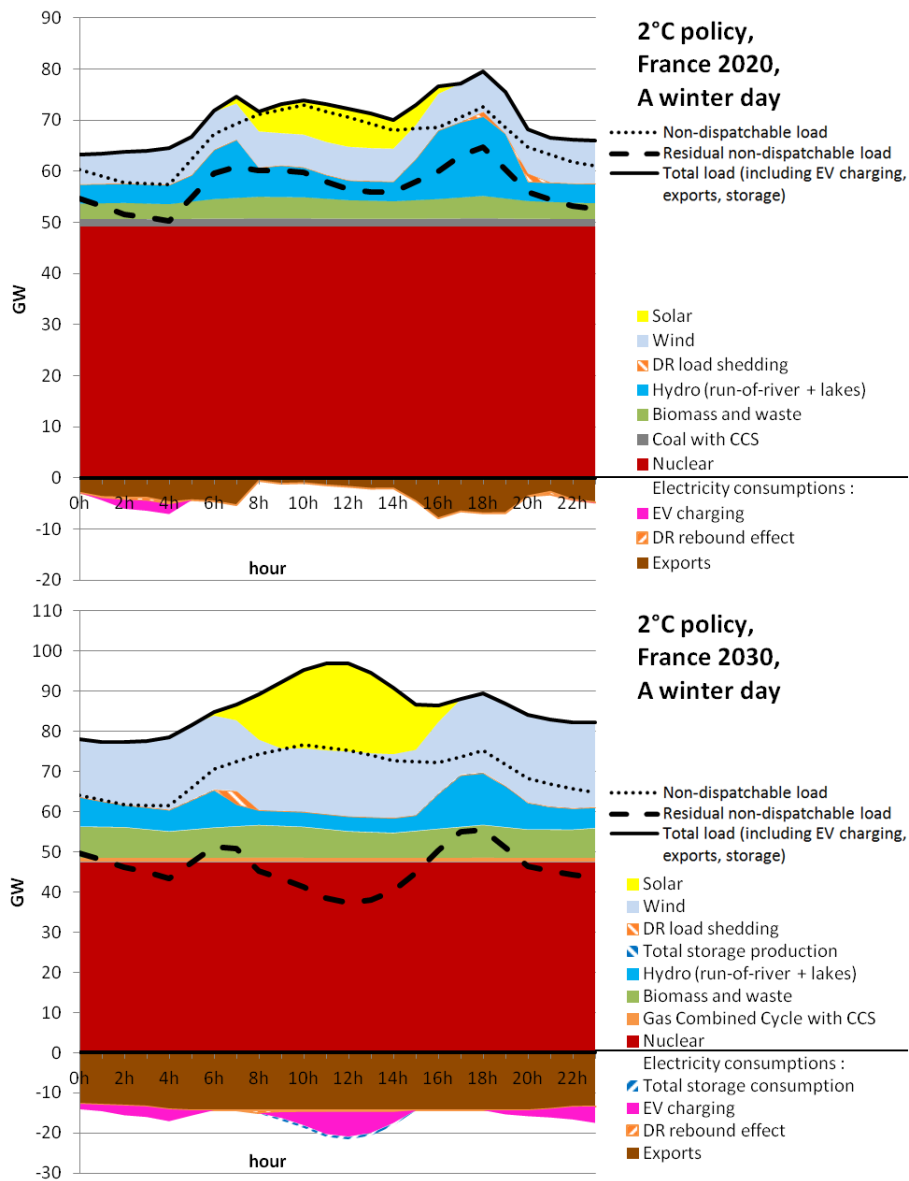 90
80
70
60
50
40
30
20
10
0
-10
-20
GW
0h 2h 4h 6h 8h 10h 12h 14h 16h 18h 20h 22h
hour
2°C policy,
France 2020,
A winter day
Non-dispatchable load
Residual non-dispatchable load
Total load (including EV charging,
exports, storage)
Solar
Wind
DR load shedding
Hydro (run-of-river + lakes)
Biomass and waste
Coal with CCS
Nuclear
Electricity consumptions :
EV charging
DR rebound effect
Exports
110
100
90
80
70
60
50
40
30
20
10
0
-10
-20
-30
GW
0h 2h 4h 6h 8h 10h 12h 14h 16h 18h 20h 22h
hour
2°C policy,
France 2030,
A winter day
Non-dispatchable load
Residual non-dispatchable load
Total load (including EV charging,
exports, storage)
Solar
Wind
DR load shedding
Total storage production
Hydro (run-of-river + lakes)
Biomass and waste
Gas Combined Cycle with CCS
Nuclear
Electricity consumptions :
Total storage consumption
EV charging
DR rebound effect
Exports